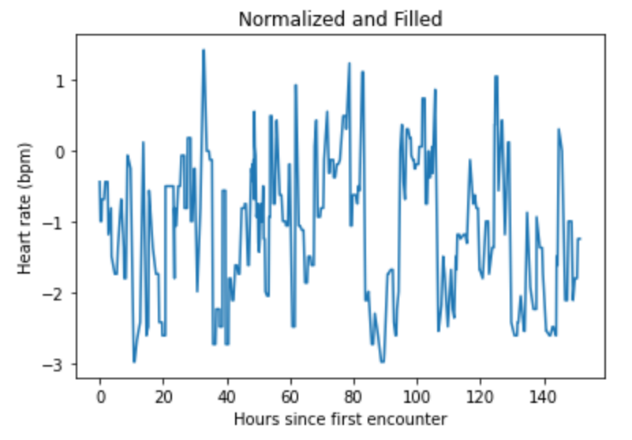 Normalized and Filled
Heart rate (bpm)
1
0
−1
−2
−3
0 20 40 60 80 100 120 140
Hours since first encounter